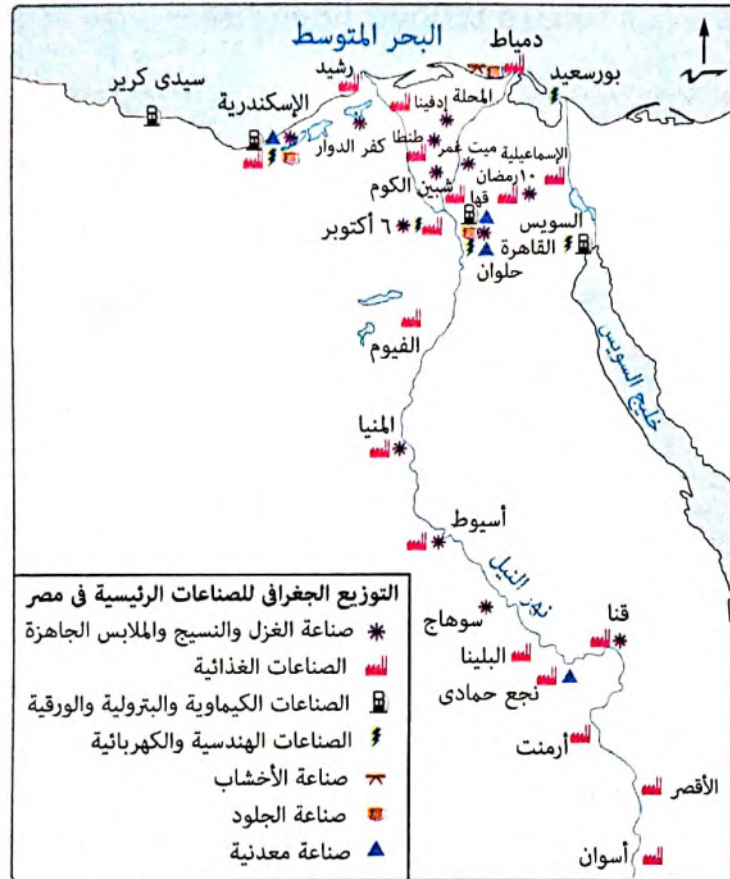 البحر المتوسط
دمياط
رشيد
بورسعيد
سيدى كرير
الإسكندرية
إدفينا
المحلة
كفر الدوار
طنطا
ميت غمر
الإسماعيلية
١٠ رمضان
شبين الكوم
قها
٦ أكتوبر
السويس
القاهرة
حلوان
خليج السويس
الفيوم
المنيا
أسيوط
نهر النيل
سوهاج
قنا
البلينا
نجع حمادى
أرمنت
الأقصر
أسوان
التوزيع الجغرافى للصناعات الرئيسية فى مصر
صناعة الغزل والنسيج والملابس الجاهزة
الصناعات الغذائية
الصناعات الكيماوية والبترولية والورقية
الصناعات الهندسية والكهربائية
صناعة الأخشاب
صناعة الجلود
صناعة معدنية